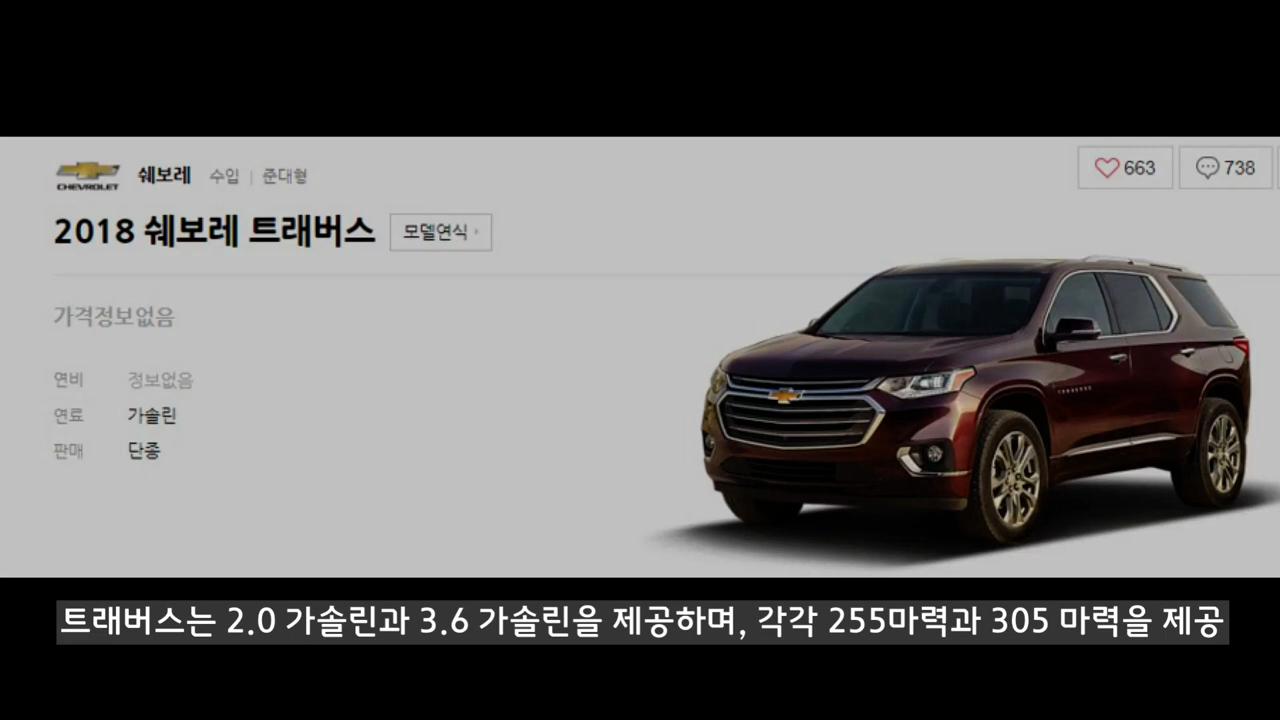 CHEVROLET
쉐보레 수입 | 준대형
663 738
2018 쉐보레 트래버스 모델연식 ›
가격정보없음
연비 정보없음
연료 가솔린
판매 단종
트래버스는 2.0 가솔린과 3.6 가솔린을 제공하며, 각각 255마력과 305 마력을 제공